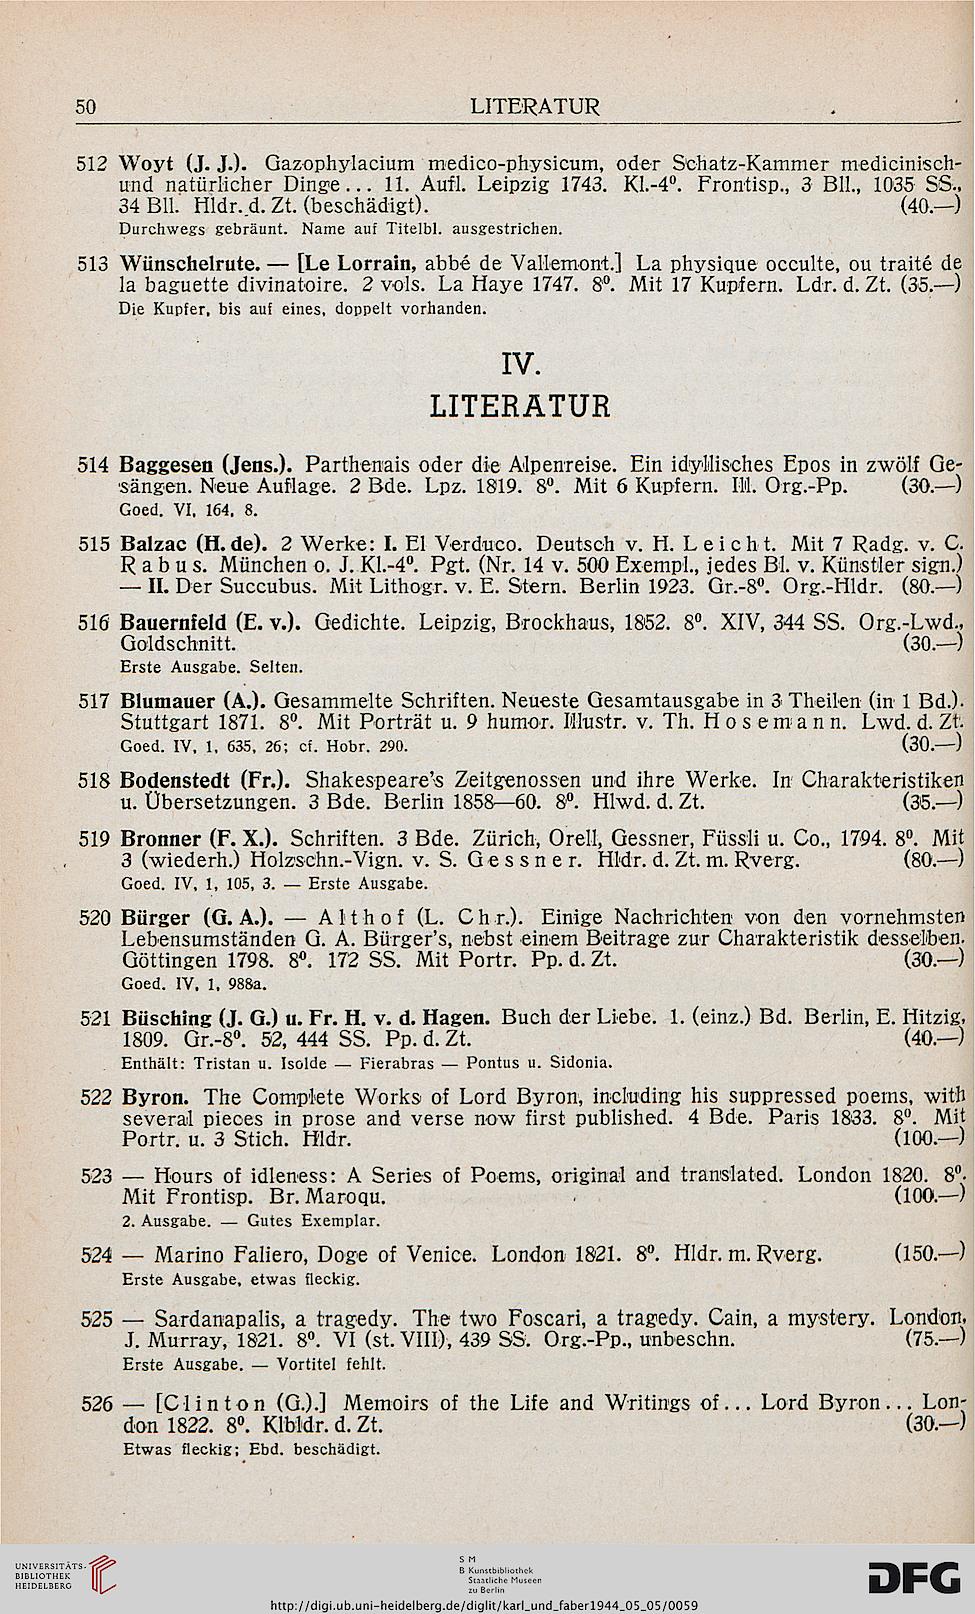 50 LITERATUR
512 Woyt (J. J.). Gazophylacium medico-physicum, oder Schatz-Kammer medicinisch-
und natürlicher Dinge... 11. Aufl. Leipzig 1743. Kl.-4⁰. Frontisp., 3 Bll., 1035 SS.,
34 Bll. Hldr. d. Zt. (beschädigt). (40.—)
Durchwegs gebräunt. Name auf Titelbl. ausgestrichen.
513 Wünschelrute. — [Le Lorrain, abbé de Vallemont.] La physique occulte, ou traité de
la baguette divinatoire. 2 vols. La Haye 1747. 8⁰. Mit 17 Kupfern. Ldr. d. Zt. (35.—)
Die Kupfer, bis auf eines, doppelt vorhanden.
IV.
LITERATUR
514 Baggesen (Jens.). Parthenais oder die Alpenreise. Ein idyllisches Epos in zwölf Ge-
sängen. Neue Auflage. 2 Bde. Lpz. 1819. 8⁰. Mit 6 Kupfern. Ill. Org.-Pp. (30.—)
Goed. VI, 164, 8.
515 Balzac (H. de). 2 Werke: I. El Verduco. Deutsch v. H. Leicht. Mit 7 Radg. v. C.
Rabus. München o. J. Kl.-4⁰. Pgt. (Nr. 14 v. 500 Exempl., jedes Bl. v. Künstler sign.)
— II. Der Succubus. Mit Lithogr. v. E. Stern. Berlin 1923. Gr.-8⁰. Org.-Hldr. (80.—)
516 Bauernfeld (E. v.). Gedichte. Leipzig, Brockhaus, 1852. 8⁰. XIV, 344 SS. Org.-Lwd.,
Goldschnitt. (30.—)
Erste Ausgabe. Selten.
517 Blumauer (A.). Gesammelte Schriften. Neueste Gesamtausgabe in 3 Theilen (in 1 Bd.).
Stuttgart 1871. 8⁰. Mit Porträt u. 9 humor. Illustr. v. Th. Hosemann. Lwd. d. Zt.
Goed. IV, 1, 635, 26; cf. Hobr. 290. (30.—)
518 Bodenstedt (Fr.). Shakespeare's Zeitgenossen und ihre Werke. In Charakteristiken
u. Übersetzungen. 3 Bde. Berlin 1858—60. 8⁰. Hlwd. d. Zt. (35.—)
519 Bronner (F. X.). Schriften. 3 Bde. Zürich, Orell, Gessner, Füssli u. Co., 1794. 8⁰. Mit
3 (wiederh.) Holzschn.-Vign. v. S. Gessner. Hldr. d. Zt. m. Rverg. (80.—)
Goed. IV, 1, 105, 3. — Erste Ausgabe.
520 Bürger (G. A.). — Althof (L. Chr.). Einige Nachrichten von den vornehmsten
Lebensumständen G. A. Bürger's, nebst einem Beitrage zur Charakteristik desselben.
Göttingen 1798. 8⁰. 172 SS. Mit Portr. Pp. d. Zt. (30.—)
Goed. IV, 1, 988a.
521 Büsching (J. G.) u. Fr. H. v. d. Hagen. Buch der Liebe. 1. (einz.) Bd. Berlin, E. Hitzig,
1809. Gr.-8⁰. 52, 444 SS. Pp. d. Zt. (40.—)
Enthält: Tristan u. Isolde — Fierabras — Pontus u. Sidonia.
522 Byron. The Complete Works of Lord Byron, including his suppressed poems, with
several pieces in prose and verse now first published. 4 Bde. Paris 1833. 8⁰. Mit
Portr. u. 3 Stich. Hldr. (100.—)
523 — Hours of idleness: A Series of Poems, original and translated. London 1820. 8⁰.
Mit Frontisp. Br. Maroqu. (100.—)
2. Ausgabe. — Gutes Exemplar.
524 — Marino Faliero, Doge of Venice. London 1821. 8⁰. Hldr. m. Rverg. (150.—)
Erste Ausgabe, etwas fleckig.
525 — Sardanapalis, a tragedy. The two Foscari, a tragedy. Cain, a mystery. London,
J. Murray, 1821. 8⁰. VI (st. VIII), 439 SS. Org.-Pp., unbeschn. (75.—)
Erste Ausgabe. — Vortitel fehlt.
526 — [Clinton (G.).] Memoirs of the Life and Writings of... Lord Byron... Lon-
don 1822. 8⁰. Klbldr. d. Zt. (30.—)
Etwas fleckig; Ebd. beschädigt.
UNIVERSITÄTS-
BIBLIOTHEK
HEIDELBERG
S M
B Kunstbibliothek
Staatliche Museen
zu Berlin
DFG
http://digi.ub.uni-heidelberg.de/diglit/karl_und_faber1944_05_05/0059